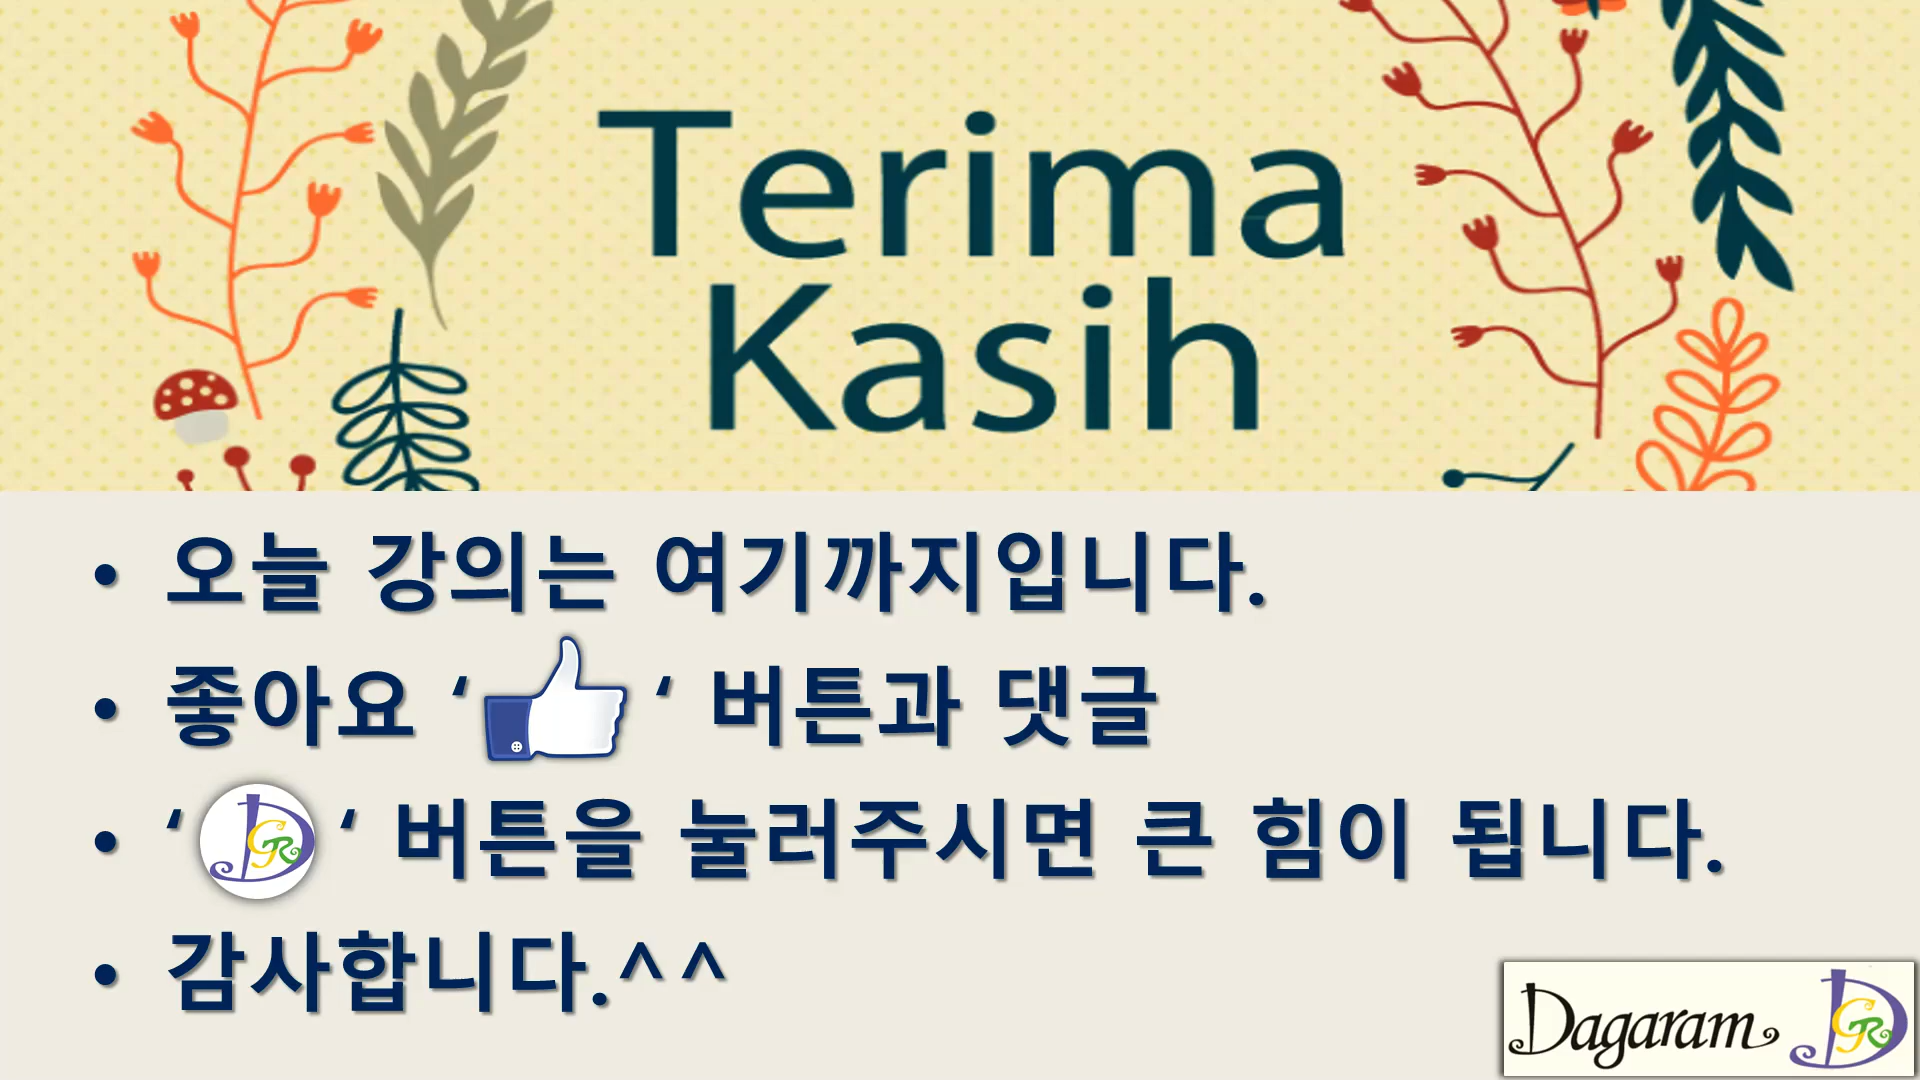 Terima
Kasih
• 오늘 강의는 여기까지입니다.
• 좋아요 ‘ ‘ 버튼과 댓글
• ‘ DGR ‘ 버튼을 눌러주시면 큰 힘이 됩니다.
• 감사합니다.^^
Dagaram DGR